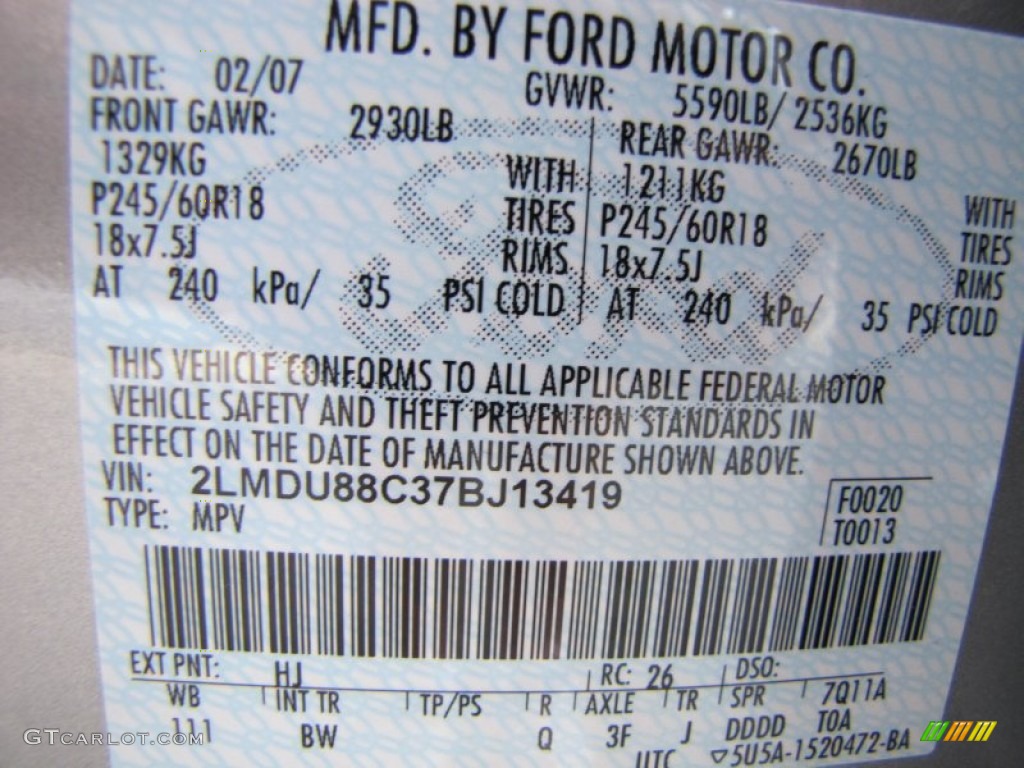 MFD. BY FORD MOTOR CO.
DATE: 02/07 GVWR: 5590LB/ 2536KG
FRONT GAWR: 2930LB REAR GAWR: 2670LB
1329KG WITH 1211KG WITH
P245/60R18 TIRES P245/60R18 TIRES
18x7.5J RIMS 18x7.5J RIMS
AT 240 kPa/ 35 PSI COLD AT 240 kPa/ 35 PSI COLD
THIS VEHICLE CONFORMS TO ALL APPLICABLE FEDERAL MOTOR
VEHICLE SAFETY AND THEFT PREVENTION STANDARDS IN
EFFECT ON THE DATE OF MANUFACTURE SHOWN ABOVE.
VIN: 2LMDU88C37BJ13419 F0020
TYPE: MPV T0013
EXT PNT: HJ RC: 26 DSO:
WB INT TR TP/PS R AXLE TR SPR 7Q11A
111 BW Q 3F J DDDD TOA
UTC ▽5U5A-1520472-BA
GTCARLOT.COM